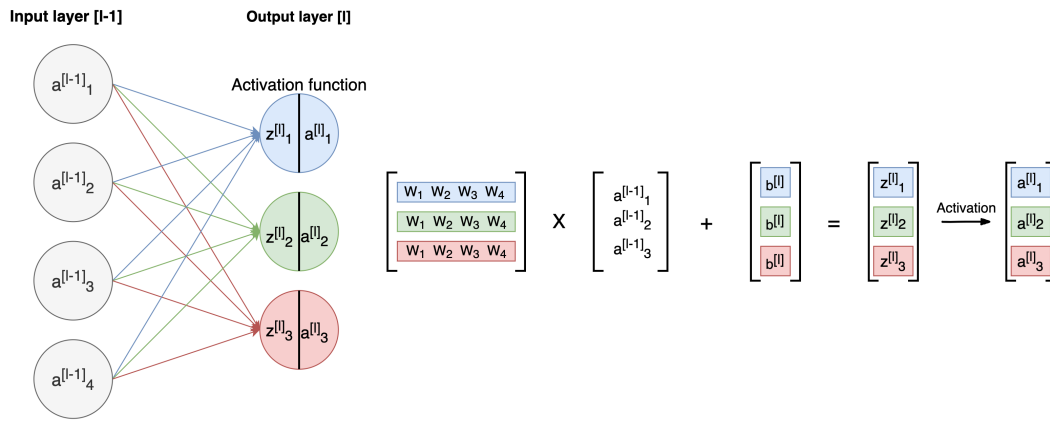 Input layer [l-1]
Output layer [l]
Activation function
a[l-1]1
a[l-1]2
a[l-1]3
a[l-1]4
z[l]1 a[l]1
z[l]2 a[l]2
z[l]3 a[l]3
W1 W2 W3 W4
W1 W2 W3 W4
W1 W2 W3 W4
X
a[l-1]1
a[l-1]2
a[l-1]3
+
b[l]
b[l]
b[l]
=
z[l]1
z[l]2
z[l]3
Activation
a[l]1
a[l]2
a[l]3